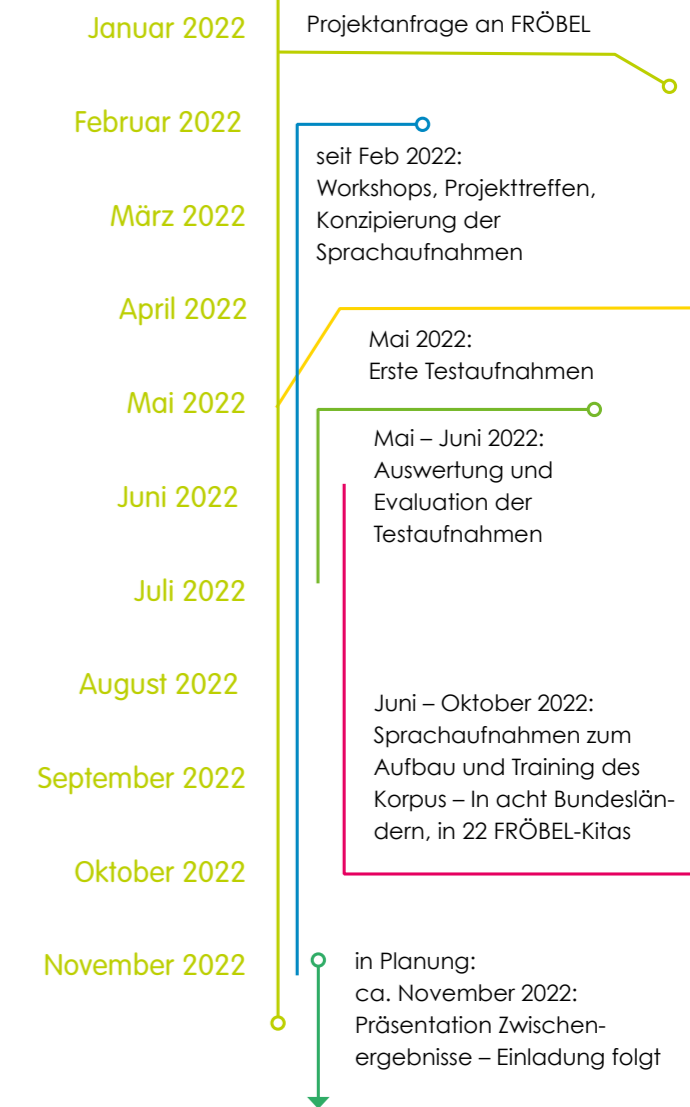 Januar 2022
Projektanfrage an FRÖBEL
Februar 2022
seit Feb 2022:
Workshops, Projekttreffen,
Konzipierung der
Sprachaufnahmen
März 2022
April 2022
Mai 2022:
Erste Testaufnahmen
Mai 2022
Mai – Juni 2022:
Auswertung und
Evaluation der
Testaufnahmen
Juni 2022
Juli 2022
August 2022
Juni – Oktober 2022:
Sprachaufnahmen zum
Aufbau und Training des
Korpus – In acht Bundeslän-
dern, in 22 FRÖBEL-Kitas
September 2022
Oktober 2022
November 2022
in Planung:
ca. November 2022:
Präsentation Zwischen-
ergebnisse – Einladung folgt